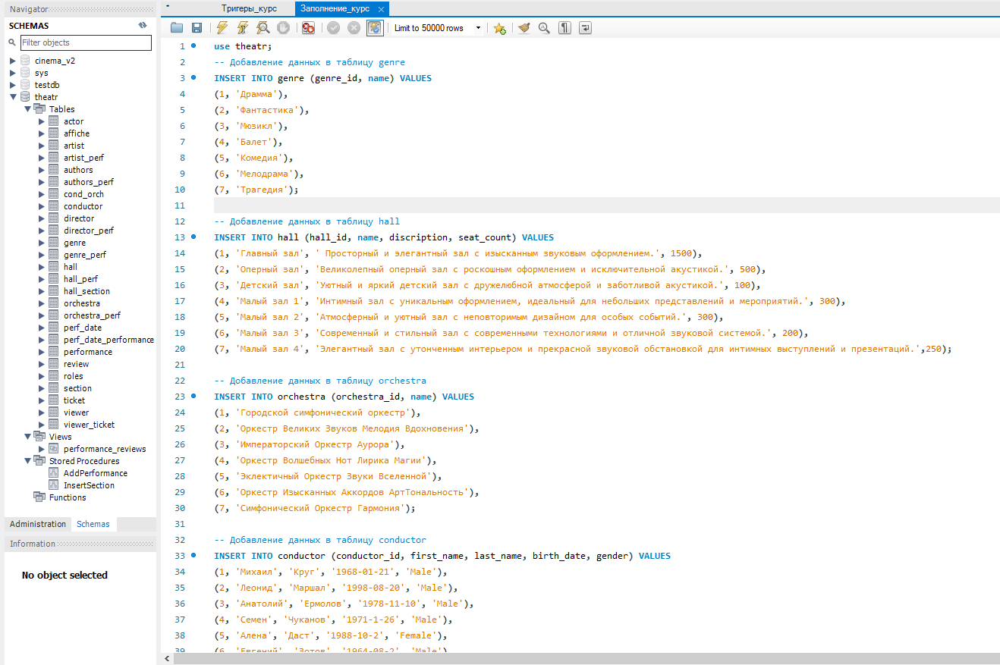 Navigator
SCHEMAS
Filter objects
cinema_v2
sys
testdb
theatr
Tables
actor
affiche
artist
artist_perf
authors
authors_perf
cond_orch
conductor
director
director_perf
genre
genre_perf
hall
hall_perf
hall_section
orchestra
orchestra_perf
perf_date
perf_date_performance
performance
review
roles
section
ticket
viewer
viewer_ticket
Views
performance_reviews
Stored Procedures
AddPerformance
InsertSection
Functions
Administration Schemas
Information
No object selected
Тригеры_курс Заполнение_курс
Limit to 50000 rows
1 use theatr;
2 -- Добавление данных в таблицу genre
3 INSERT INTO genre (genre_id, name) VALUES
4 (1, 'Драмма'),
5 (2, 'Фантастика'),
6 (3, 'Мюзикл'),
7 (4, 'Балет'),
8 (5, 'Комедия'),
9 (6, 'Мелодрама'),
10 (7, 'Трагедия');
11
12 -- Добавление данных в таблицу hall
13 INSERT INTO hall (hall_id, name, discription, seat_count) VALUES
14 (1, 'Главный зал', ' Просторный и элегантный зал с изысканным звуковым оформлением.', 1500),
15 (2, 'Оперный зал', 'Великолепный оперный зал с роскошным оформлением и исключительной акустикой.', 500),
16 (3, 'Детский зал', 'Уютный и яркий детский зал с дружелюбной атмосферой и заботливой акустикой.', 100),
17 (4, 'Малый зал 1', 'Интимный зал с уникальным оформлением, идеальный для небольших представлений и мероприятий.', 300),
18 (5, 'Малый зал 2', 'Атмосферный и уютный зал с неповторимым дизайном для особых событий.', 300),
19 (6, 'Малый зал 3', 'Современный и стильный зал с современными технологиями и отличной звуковой системой.', 200),
20 (7, 'Малый зал 4', 'Элегантный зал с утонченным интерьером и прекрасной звуковой обстановкой для интимных выступлений и презентаций.',250);
21
22 -- Добавление данных в таблицу orchestra
23 INSERT INTO orchestra (orchestra_id, name) VALUES
24 (1, 'Городской симфонический оркестр'),
25 (2, 'Оркестр Великих Звуков Мелодия Вдохновения'),
26 (3, 'Императорский Оркестр Аурора'),
27 (4, 'Оркестр Волшебных Нот Лирика Магии'),
28 (5, 'Эклектичный Оркестр Звуки Вселенной'),
29 (6, 'Оркестр Изысканных Аккордов АртТональность'),
30 (7, 'Симфонический Оркестр Гармония');
31
32 -- Добавление данных в таблицу conductor
33 INSERT INTO conductor (conductor_id, first_name, last_name, birth_date, gender) VALUES
34 (1, 'Михаил', 'Круг', '1968-01-21', 'Male'),
35 (2, 'Леонид', 'Маршал', '1998-08-20', 'Male'),
36 (3, 'Анатолий', 'Ермолов', '1978-11-10', 'Male'),
37 (4, 'Семен', 'Чуканов', '1971-1-26', 'Male'),
38 (5, 'Алена', 'Даст', '1988-10-2', 'Female'),
39 (6, 'Евгений', 'Зотов', '1964-08-2', 'Male')